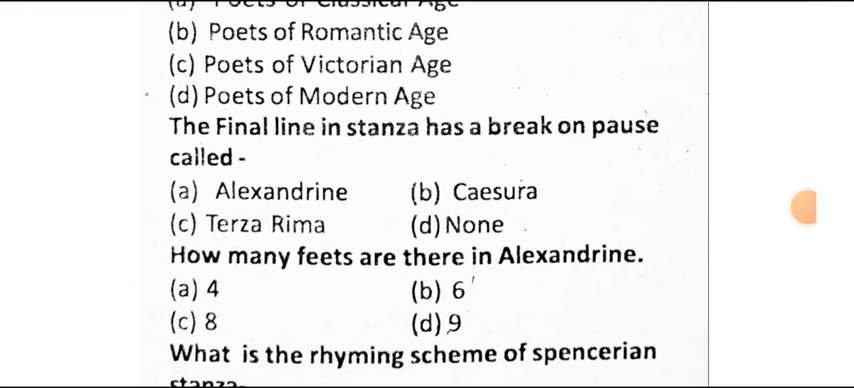 (b) Poets of Romantic Age
(c) Poets of Victorian Age
(d) Poets of Modern Age
The Final line in stanza has a break on pause
called -
(a) Alexandrine (b) Caesura
(c) Terza Rima (d) None
How many feets are there in Alexandrine.
(a) 4 (b) 6
(c) 8 (d) 9
What is the rhyming scheme of spencerian